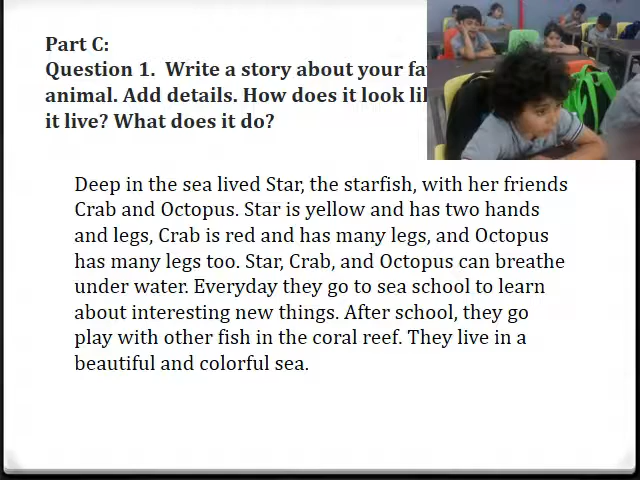 Part C:
Question 1.  Write a story about your
animal. Add details. How does it look
it live? What does it do?
Deep in the sea lived Star, the starfish, with her friends
Crab and Octopus. Star is yellow and has two hands
and legs, Crab is red and has many legs, and Octopus
has many legs too. Star, Crab, and Octopus can breathe
under water. Everyday they go to sea school to learn
about interesting new things. After school, they go
play with other fish in the coral reef. They live in a
beautiful and colorful sea.